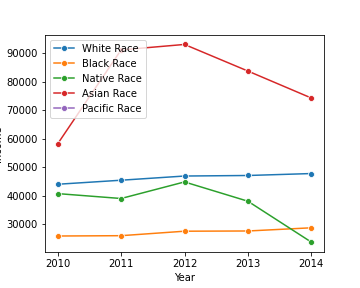 90000
80000
70000
60000
50000
40000
30000
White Race
Black Race
Native Race
Asian Race
Pacific Race
2010 2011 2012 2013 2014
Year